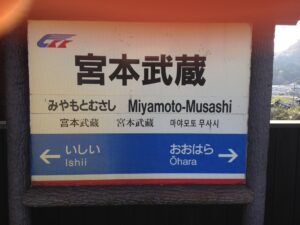 宮本武蔵
みやもとむさし Miyamoto-Musashi
宮本武蔵 宮本武蔵 미야모토 무사시
← いしい おおはら →
Ishii Ōhara